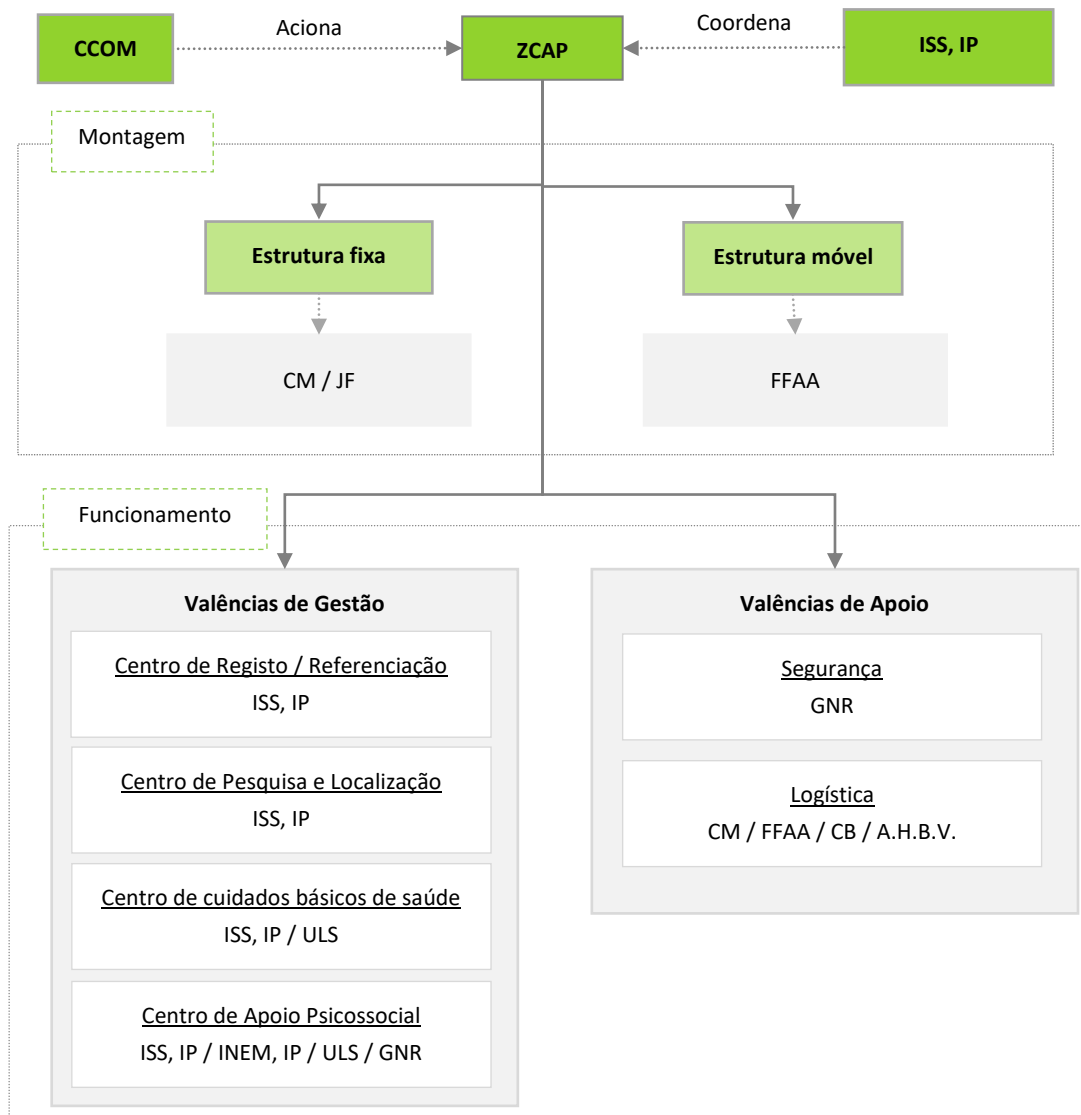 CCOM
Aciona
ZCAP
Coordena
ISS, IP
Montagem
Estrutura fixa
Estrutura móvel
CM / JF
FFAA
Funcionamento
Valências de Gestão
Centro de Registo / Referenciação
ISS, IP
Centro de Pesquisa e Localização
ISS, IP
Centro de cuidados básicos de saúde
ISS, IP / ULS
Centro de Apoio Psicossocial
ISS, IP / INEM, IP / ULS / GNR
Valências de Apoio
Segurança
GNR
Logística
CM / FFAA / CB / A.H.B.V.